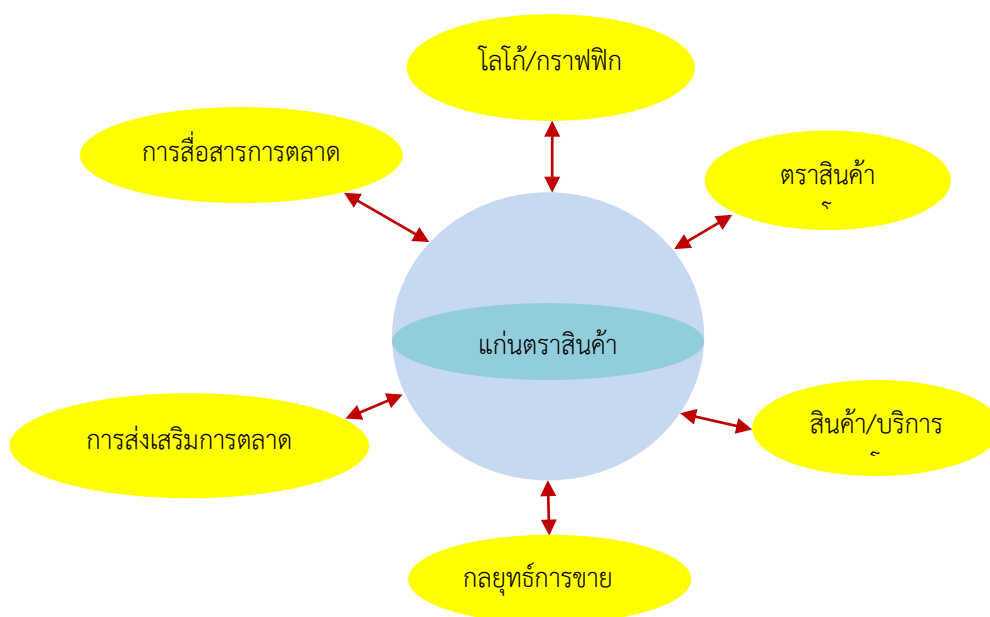 โลโก้/กราฟฟิก
การสื่อสารการตลาด
ตราสินค้า
แก่นตราสินค้า
สินค้า/บริการ
การส่งเสริมการตลาด
กลยุทธ์การขาย